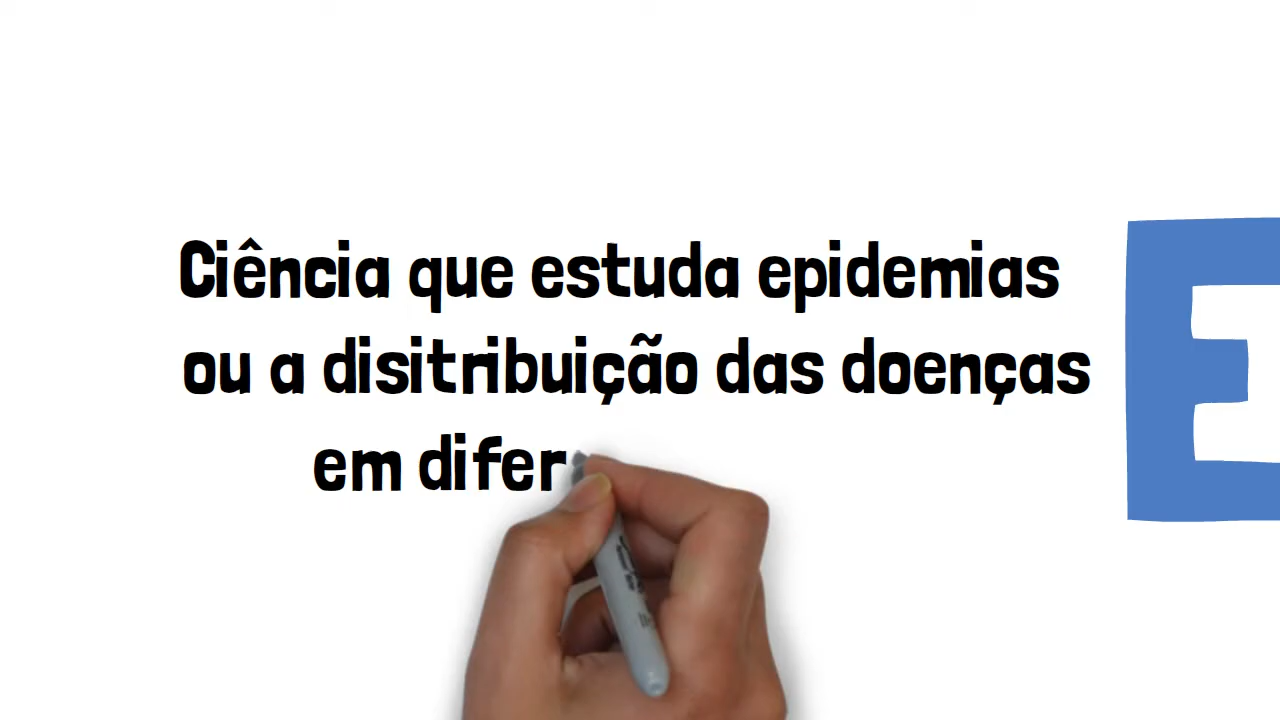 Ciência que estuda epidemias
ou a disitribuição das doenças
em difer
E